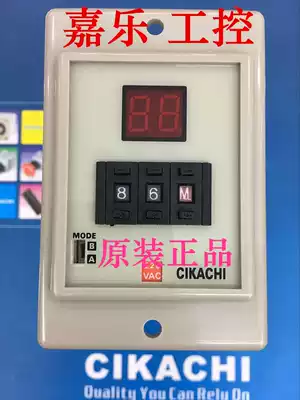 嘉乐 工控
88
8 6 M
MODE
B
A
原装正品
VAC
CIKACHI
CIKACHI
Quality You Can Rely On